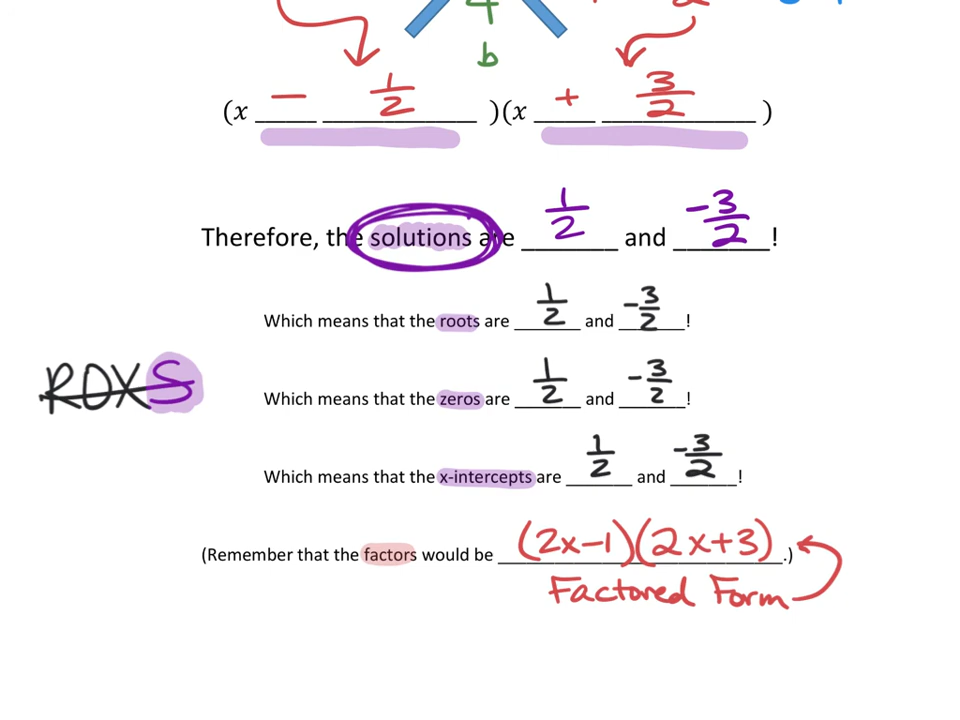 4
b
(x − 1/2 )(x + 3/2 )
Therefore, the solutions are 1/2 and -3/2 !
Which means that the roots are 1/2 and -3/2 !
ROXS
Which means that the zeros are 1/2 and -3/2 !
Which means that the x-intercepts are 1/2 and -3/2 !
(Remember that the factors would be (2x-1)(2x+3) .)
Factored Form